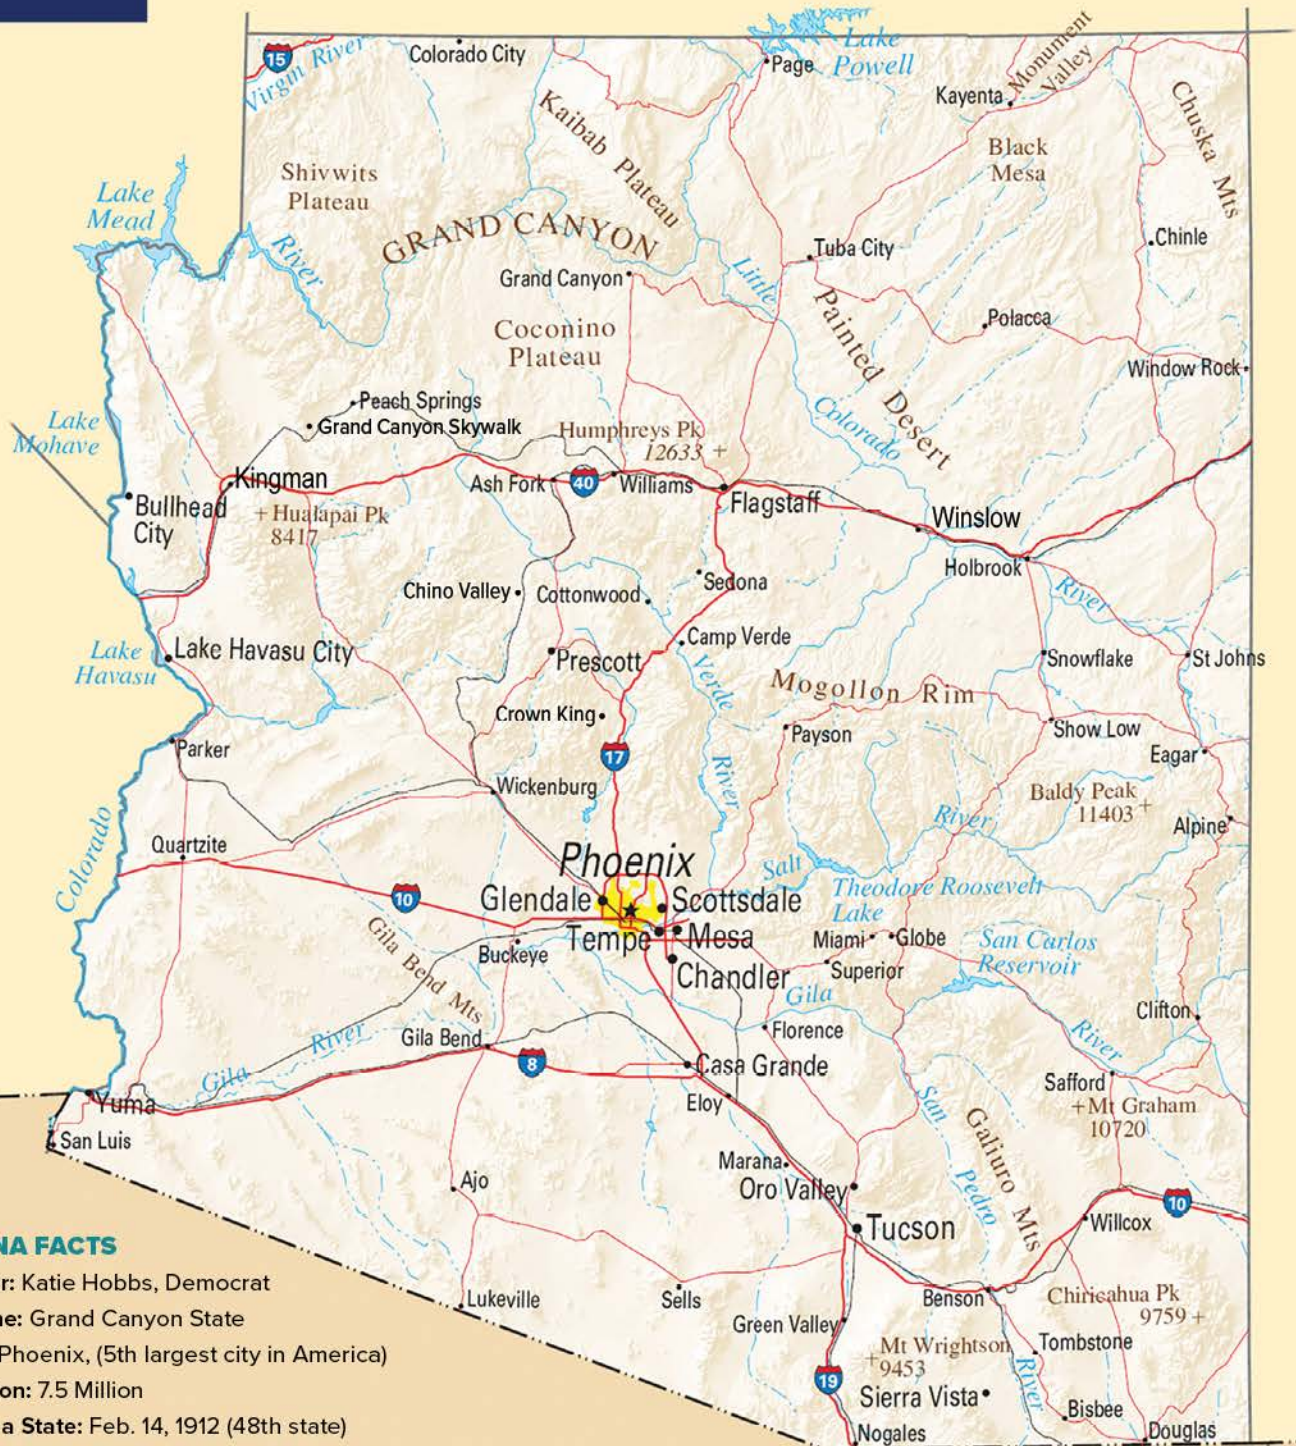 15
Virgin River
Colorado City
Lake
Powell
Page
Monument
Valley
Kayenta
Kaibab Plateau
Black
Mesa
Chuska Mts
Shivwits
Plateau
Lake
Mead
River
GRAND CANYON
Grand Canyon
Little
Tuba City
Chinle
Coconino
Plateau
Painted Desert
Polacca
Window Rock
Peach Springs
Grand Canyon Skywalk
Lake
Mohave
Humphreys Pk
12633 +
Colorado
Kingman
Ash Fork
40
Williams
Flagstaff
Bullhead
City
+ Hualapai Pk
8417
Winslow
Holbrook
Chino Valley
Cottonwood
Sedona
River
Lake
Havasu
Lake Havasu City
Prescott
Camp Verde
Verde
Mogollon Rim
Snowflake
St Johns
Crown King
17
River
Payson
Show Low
Eagar
Parker
Wickenburg
Baldy Peak
11403 +
River
Alpine
Colorado
Quartzite
10
Phoenix
Salt
Theodore Roosevelt
Lake
Glendale
Scottsdale
Tempe
Mesa
Miami
Globe
San Carlos
Reservoir
Gila Bend Mts
Buckeye
Chandler
Superior
Gila
Clifton
River
Gila Bend
Florence
River
8
Casa Grande
Gila
Safford
+ Mt Graham
10720
Yuma
Eloy
San
Pedro
Galiuro Mts
San Luis
Marana
Oro Valley
Ajo
Tucson
10
Willcox
Lukeville
Sells
Benson
Chiricahua Pk
9759 +
Green Valley
Mt Wrightson
+ 9453
Tombstone
River
19
Sierra Vista
Bisbee
Nogales
Douglas
NA FACTS
r: Katie Hobbs, Democrat
ne: Grand Canyon State
Phoenix, (5th largest city in America)
on: 7.5 Million
a State: Feb. 14, 1912 (48th state)